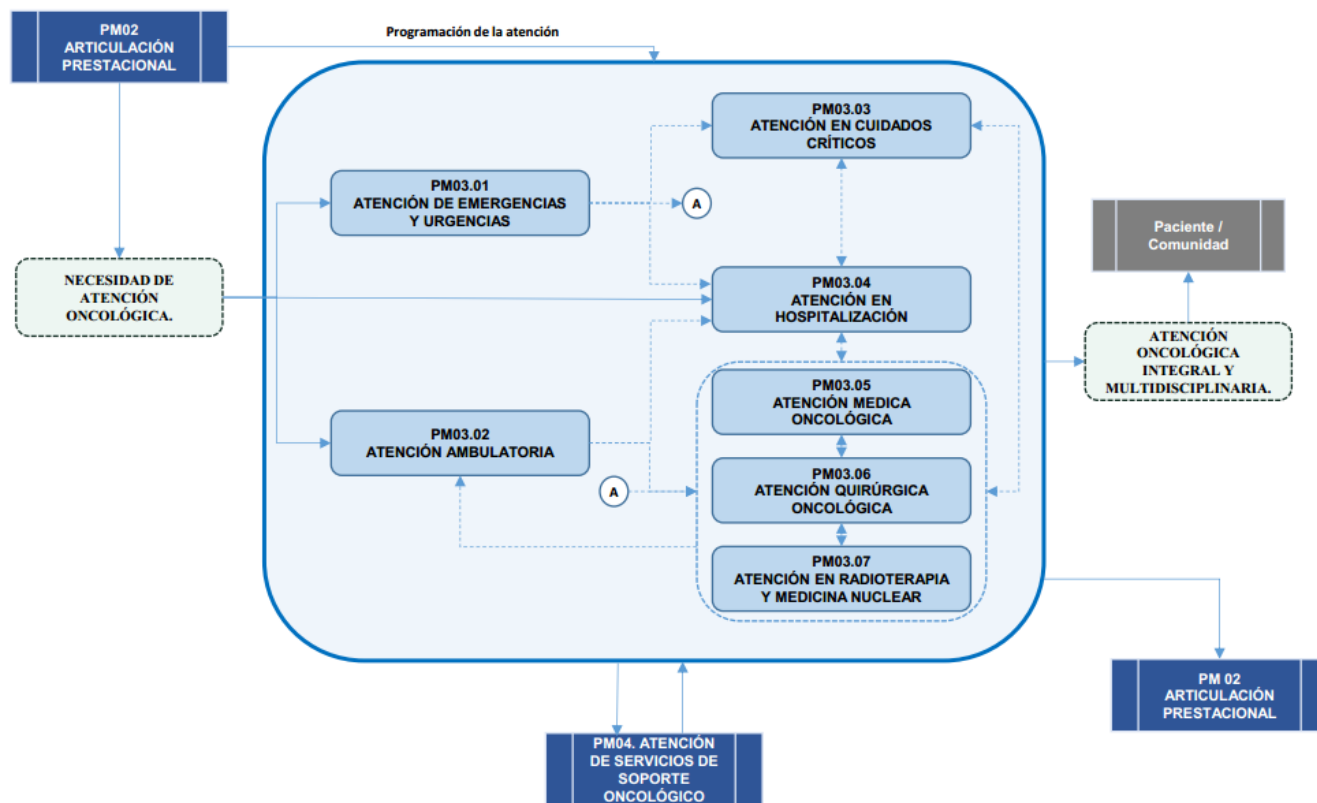 PM02
ARTICULACIÓN
PRESTACIONAL
Programación de la atención
PM03.03
ATENCIÓN EN CUIDADOS
CRÍTICOS
PM03.01
ATENCIÓN DE EMERGENCIAS
Y URGENCIAS
A
Paciente /
Comunidad
NECESIDAD DE
ATENCIÓN
ONCOLÓGICA.
PM03.04
ATENCIÓN EN
HOSPITALIZACIÓN
ATENCIÓN
ONCOLÓGICA
INTEGRAL Y
MULTIDISCIPLINARIA.
PM03.05
ATENCIÓN MEDICA
ONCOLÓGICA
PM03.02
ATENCIÓN AMBULATORIA
A
PM03.06
ATENCIÓN QUIRÚRGICA
ONCOLÓGICA
PM03.07
ATENCIÓN EN RADIOTERAPIA
Y MEDICINA NUCLEAR
PM 02
ARTICULACIÓN
PRESTACIONAL
PM04. ATENCIÓN
DE SERVICIOS DE
SOPORTE
ONCOLÓGICO